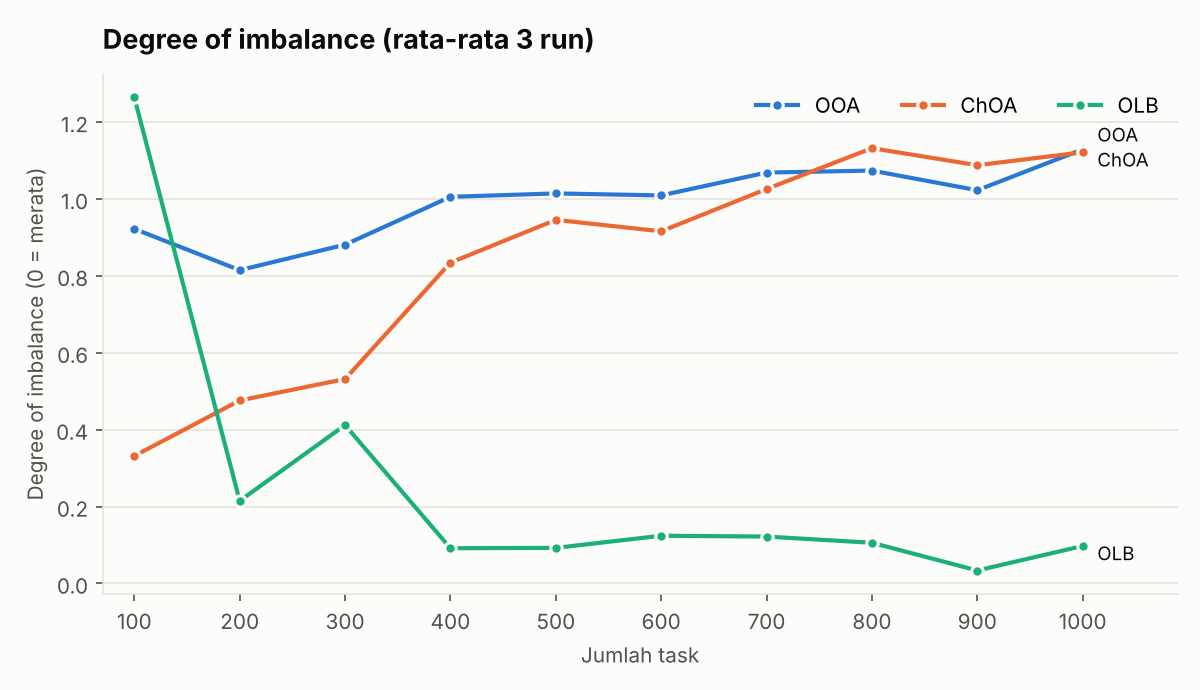 Degree of imbalance (rata-rata 3 run)
OOA ChOA OLB
Degree of imbalance (0 = merata)
1.2
1.0
0.8
0.6
0.4
0.2
0.0
OOA
ChOA
OLB
100 200 300 400 500 600 700 800 900 1000
Jumlah task